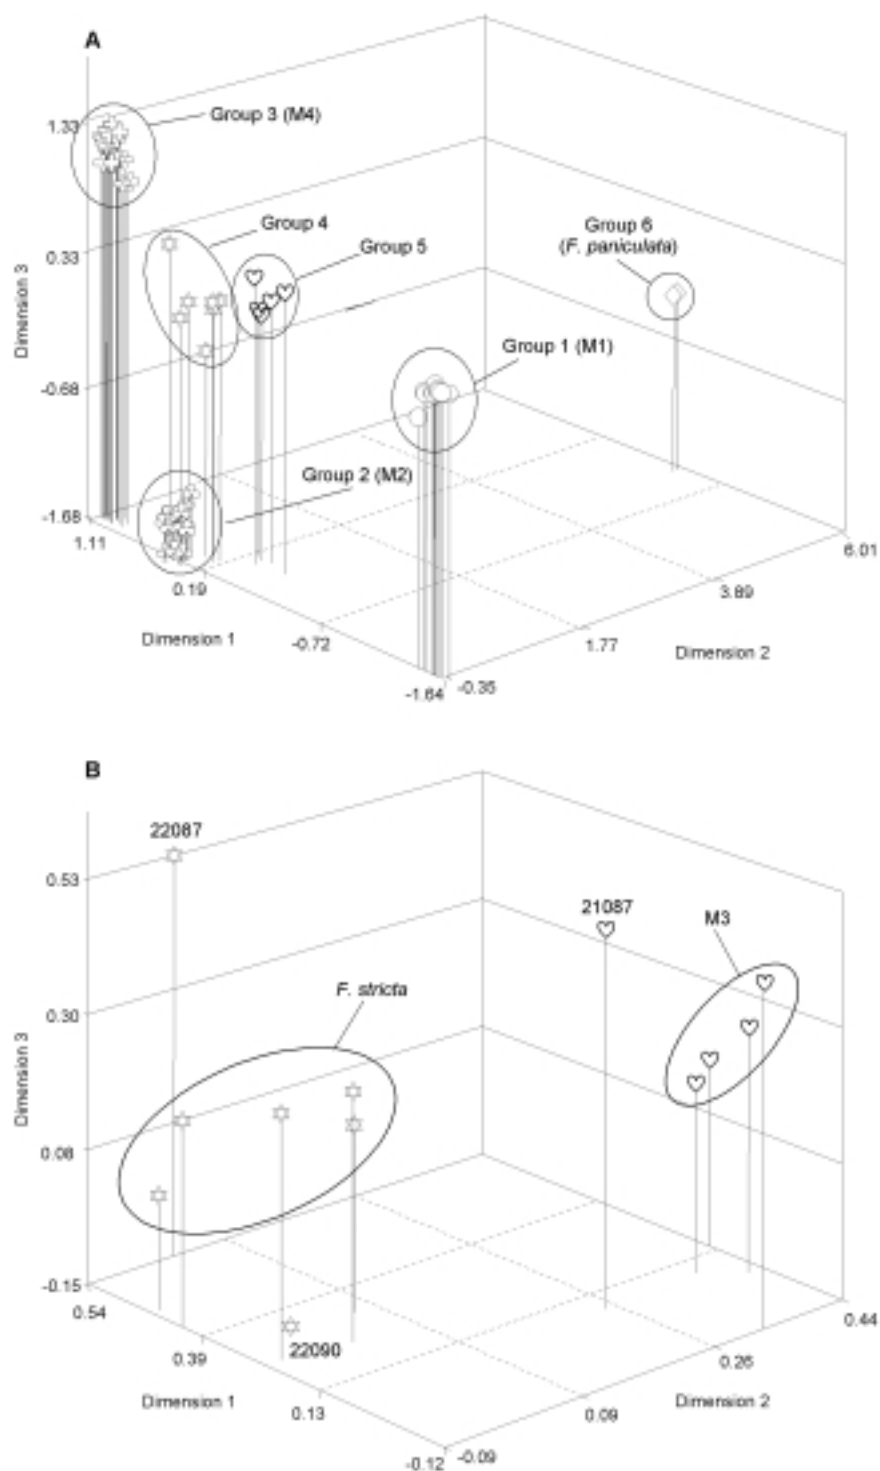 A
Group 3 (M4)
1.33
Group 4
Group 5
Group 6
(F. paniculata)
0.33
Dimension 3
Group 1 (M1)
-0.68
Group 2 (M2)
-1.68
1.11
6.01
0.19
3.89
Dimension 1
-0.72
1.77
Dimension 2
-1.64
-0.35
B
22087
0.53
21087
M3
F. stricta
0.30
Dimension 3
0.08
-0.15
0.54
0.44
22090
0.39
0.26
Dimension 1
0.13
0.09
Dimension 2
-0.12
-0.09